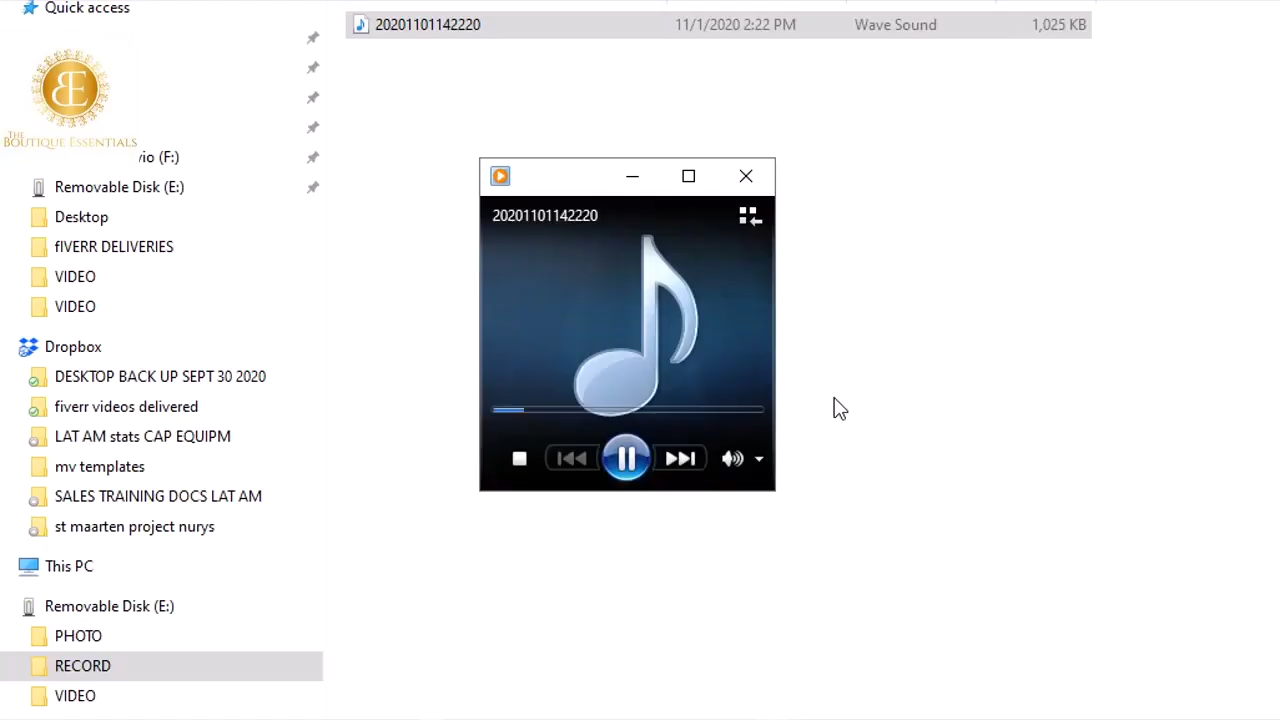 Quick access
20201101142220 11/1/2020 2:22 PM Wave Sound 1,025 KB
BE
THE
BOUTIQUE ESSENTIALS
vio (F:)
Removable Disk (E:)
Desktop
fIVERR DELIVERIES
VIDEO
VIDEO
Dropbox
DESKTOP BACK UP SEPT 30 2020
fiverr videos delivered
LAT AM stats CAP EQUIPM
mv templates
SALES TRAINING DOCS LAT AM
st maarten project nurys
This PC
Removable Disk (E:)
PHOTO
RECORD
VIDEO
20201101142220